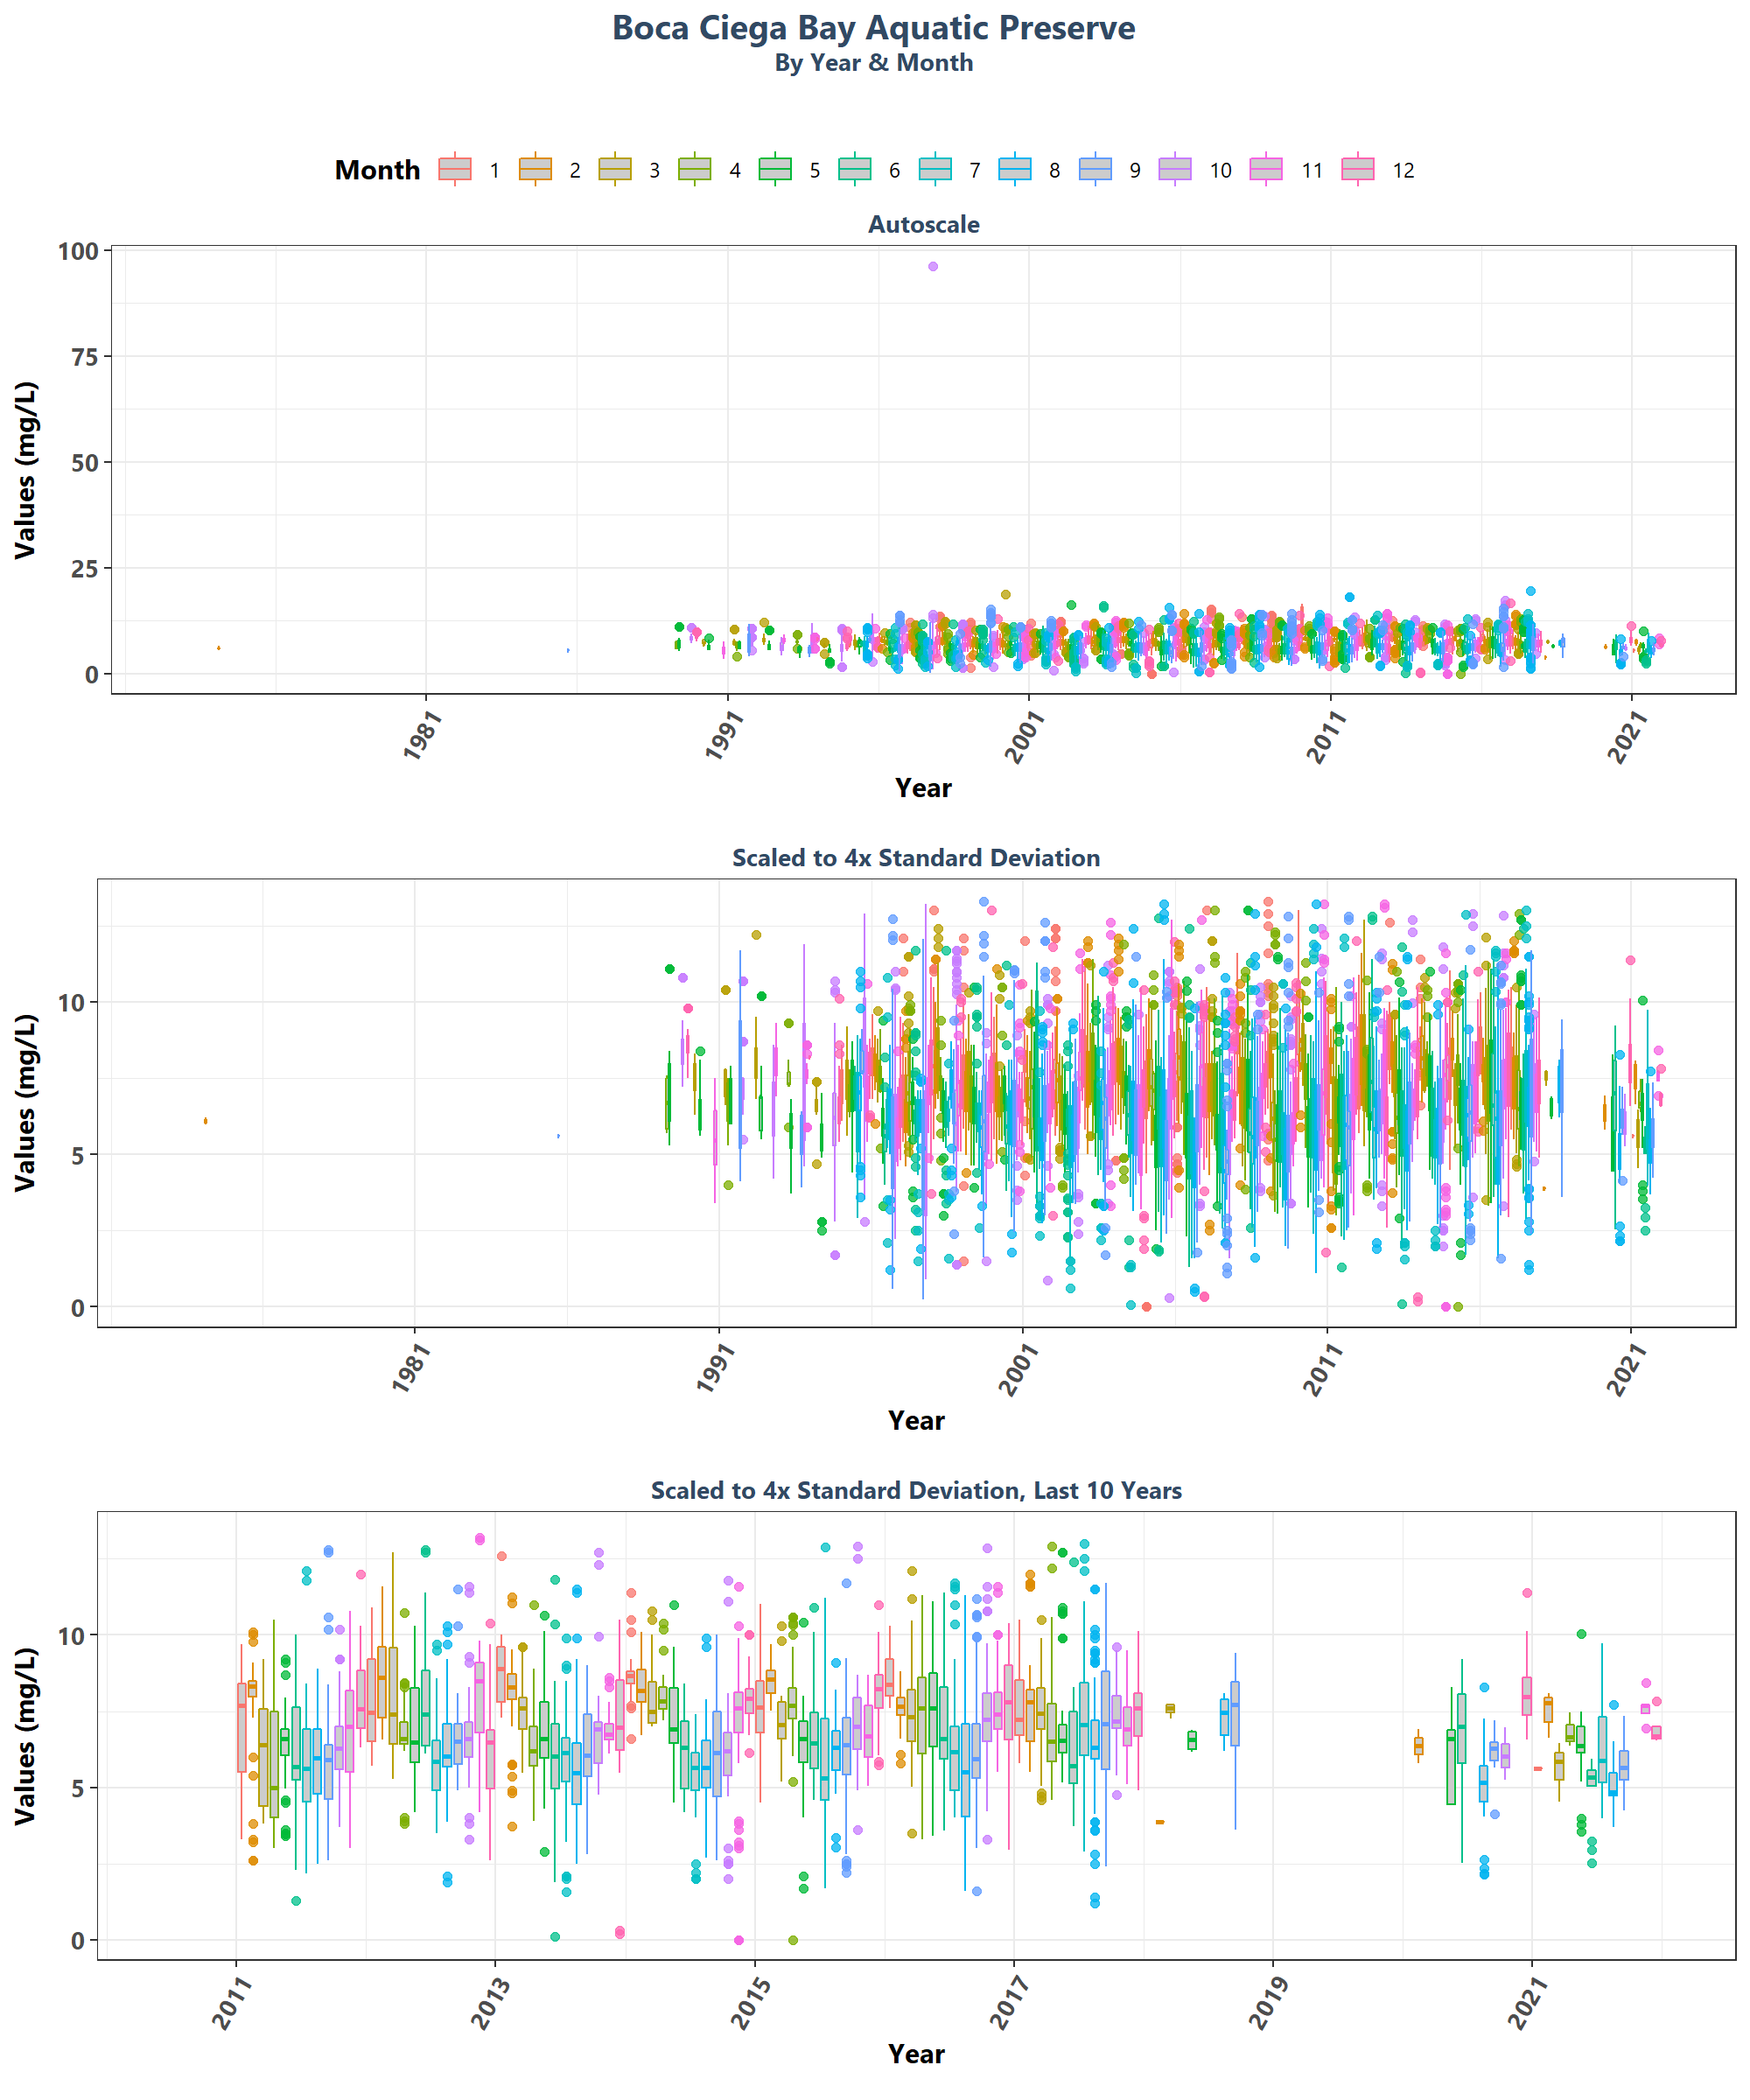 Boca Ciega Bay Aquatic Preserve
By Year & Month
Month 1 2 3 4 5 6 7 8 9 10 11 12
Autoscale
Values (mg/L)
100
75
50
25
0
1981 1991 2001 2011 2021
Year
Scaled to 4x Standard Deviation
Values (mg/L)
10
5
0
1981 1991 2001 2011 2021
Year
Scaled to 4x Standard Deviation, Last 10 Years
Values (mg/L)
10
5
0
2011 2013 2015 2017 2019 2021
Year